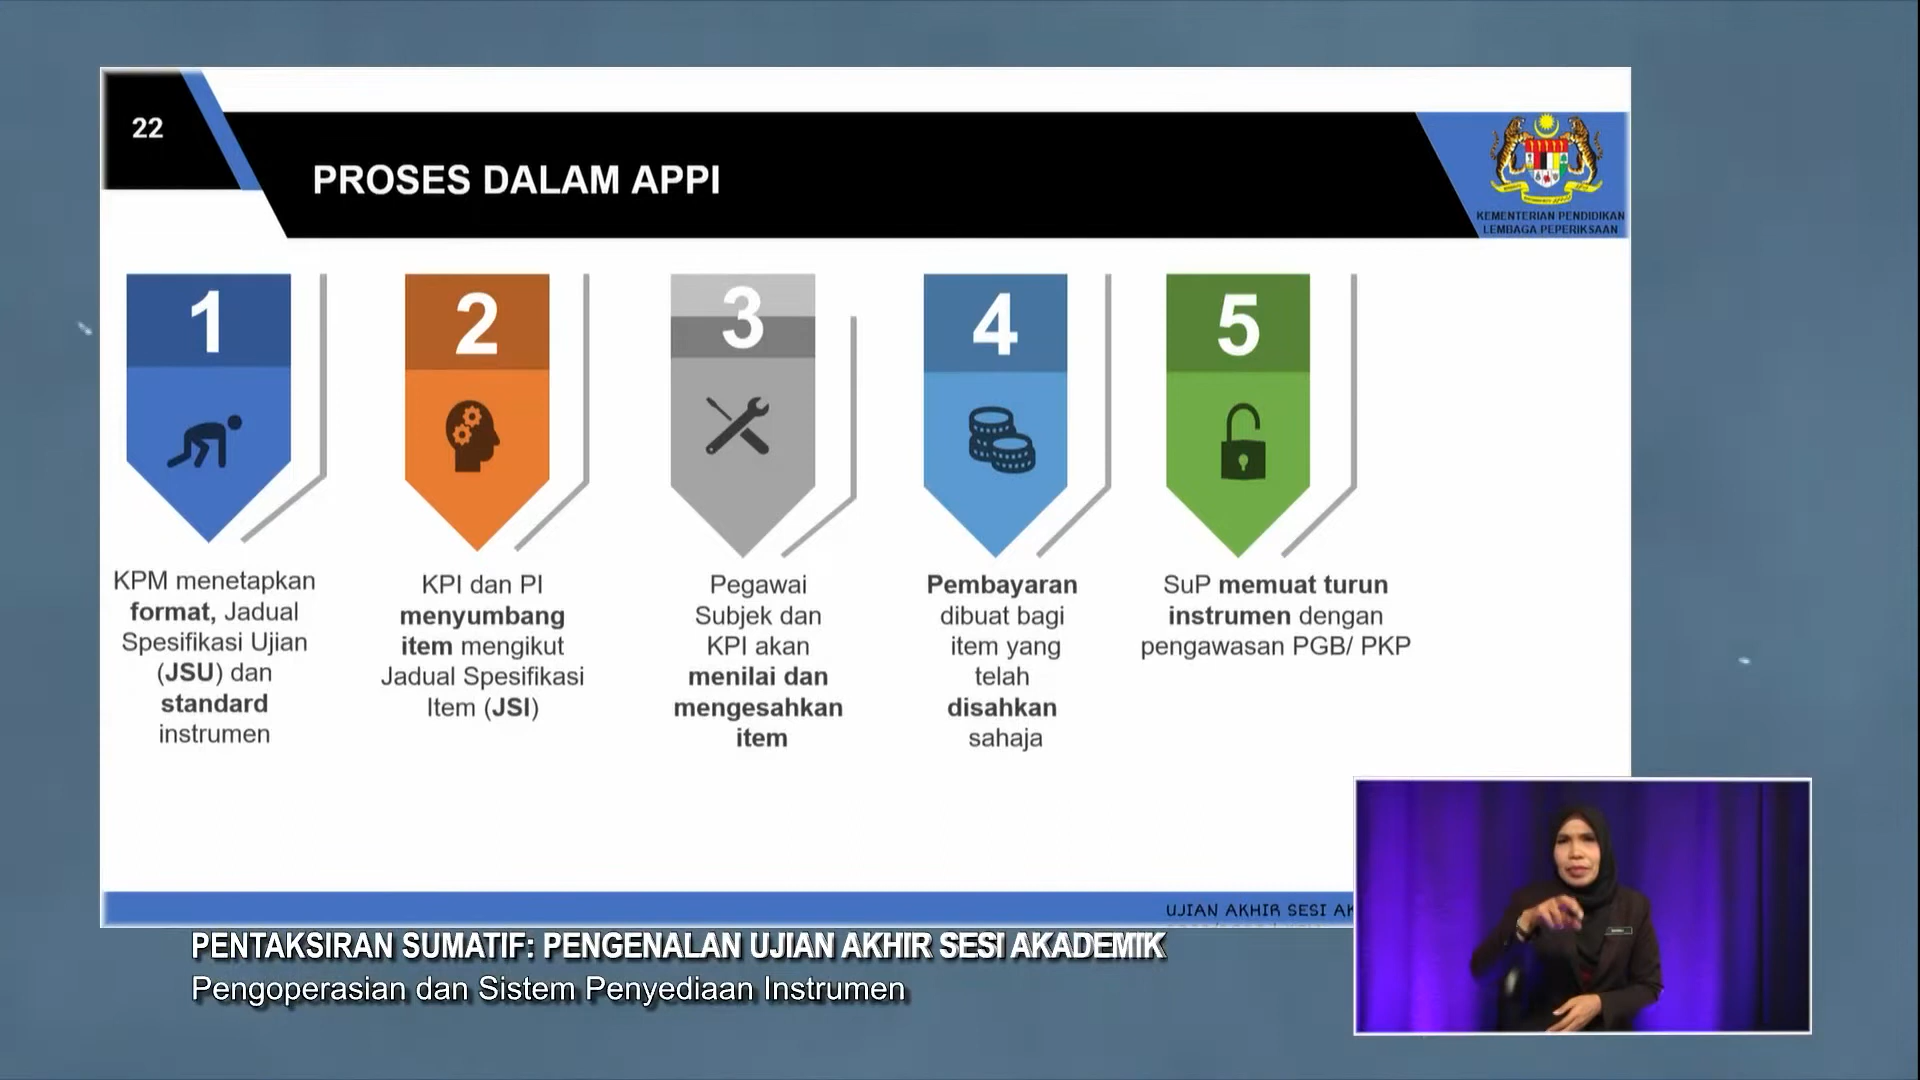 22
PROSES DALAM APPI
KEMENTERIAN PENDIDIKAN
LEMBAGA PEPERIKSAAN
1
KPM menetapkan
format, Jadual
Spesifikasi Ujian
(JSU) dan
standard
instrumen
2
KPI dan PI
menyumbang
item mengikut
Jadual Spesifikasi
Item (JSI)
3
Pegawai
Subjek dan
KPI akan
menilai dan
mengesahkan
item
4
Pembayaran
dibuat bagi
item yang
telah
disahkan
sahaja
5
SuP memuat turun
instrumen dengan
pengawasan PGB/ PKP
UJIAN AKHIR SESI AK
PENTAKSIRAN SUMATIF: PENGENALAN UJIAN AKHIR SESI AKADEMIK
Pengoperasian dan Sistem Penyediaan Instrumen